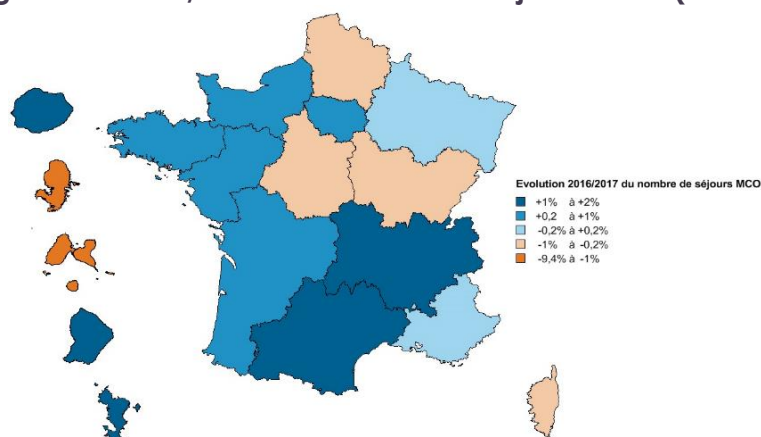 Evolution 2016/2017 du nombre de séjours MCO
+1% à +2%
+0,2 à +1%
-0,2% à +0,2%
-1% à -0,2%
-9,4% à -1%